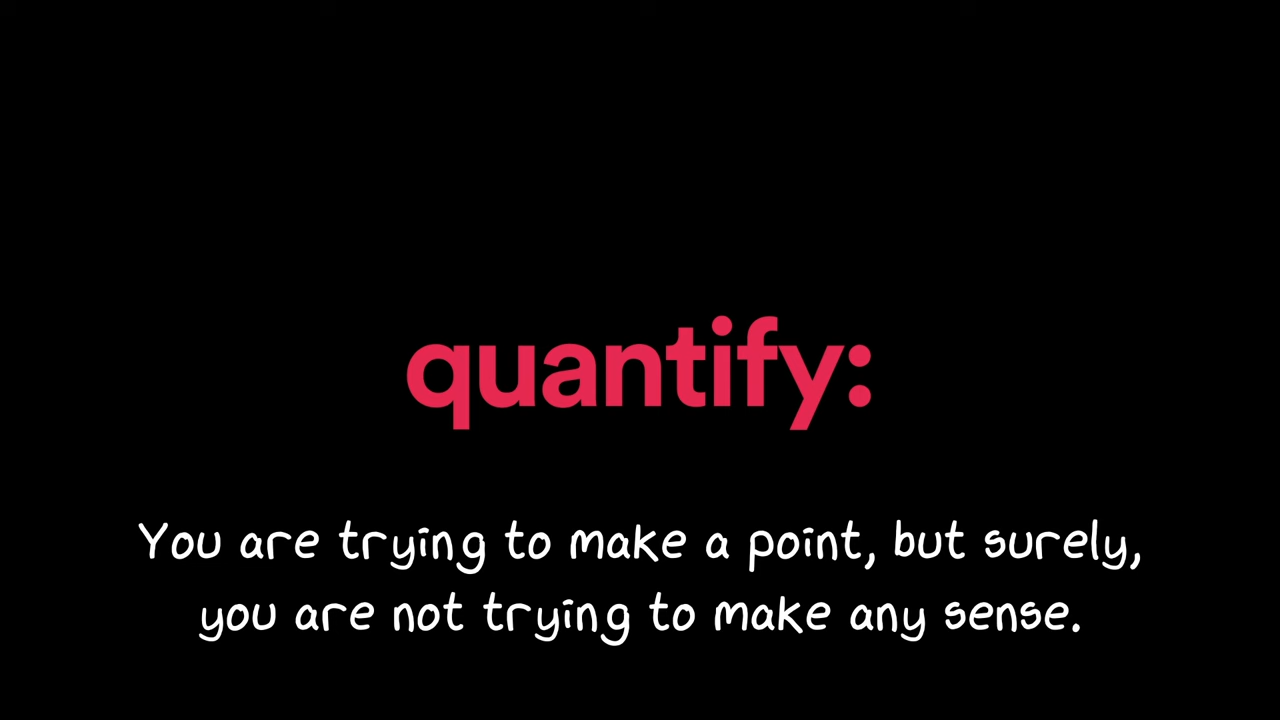 quantify:
You are trying to make a point, but surely,
you are not trying to make any sense.